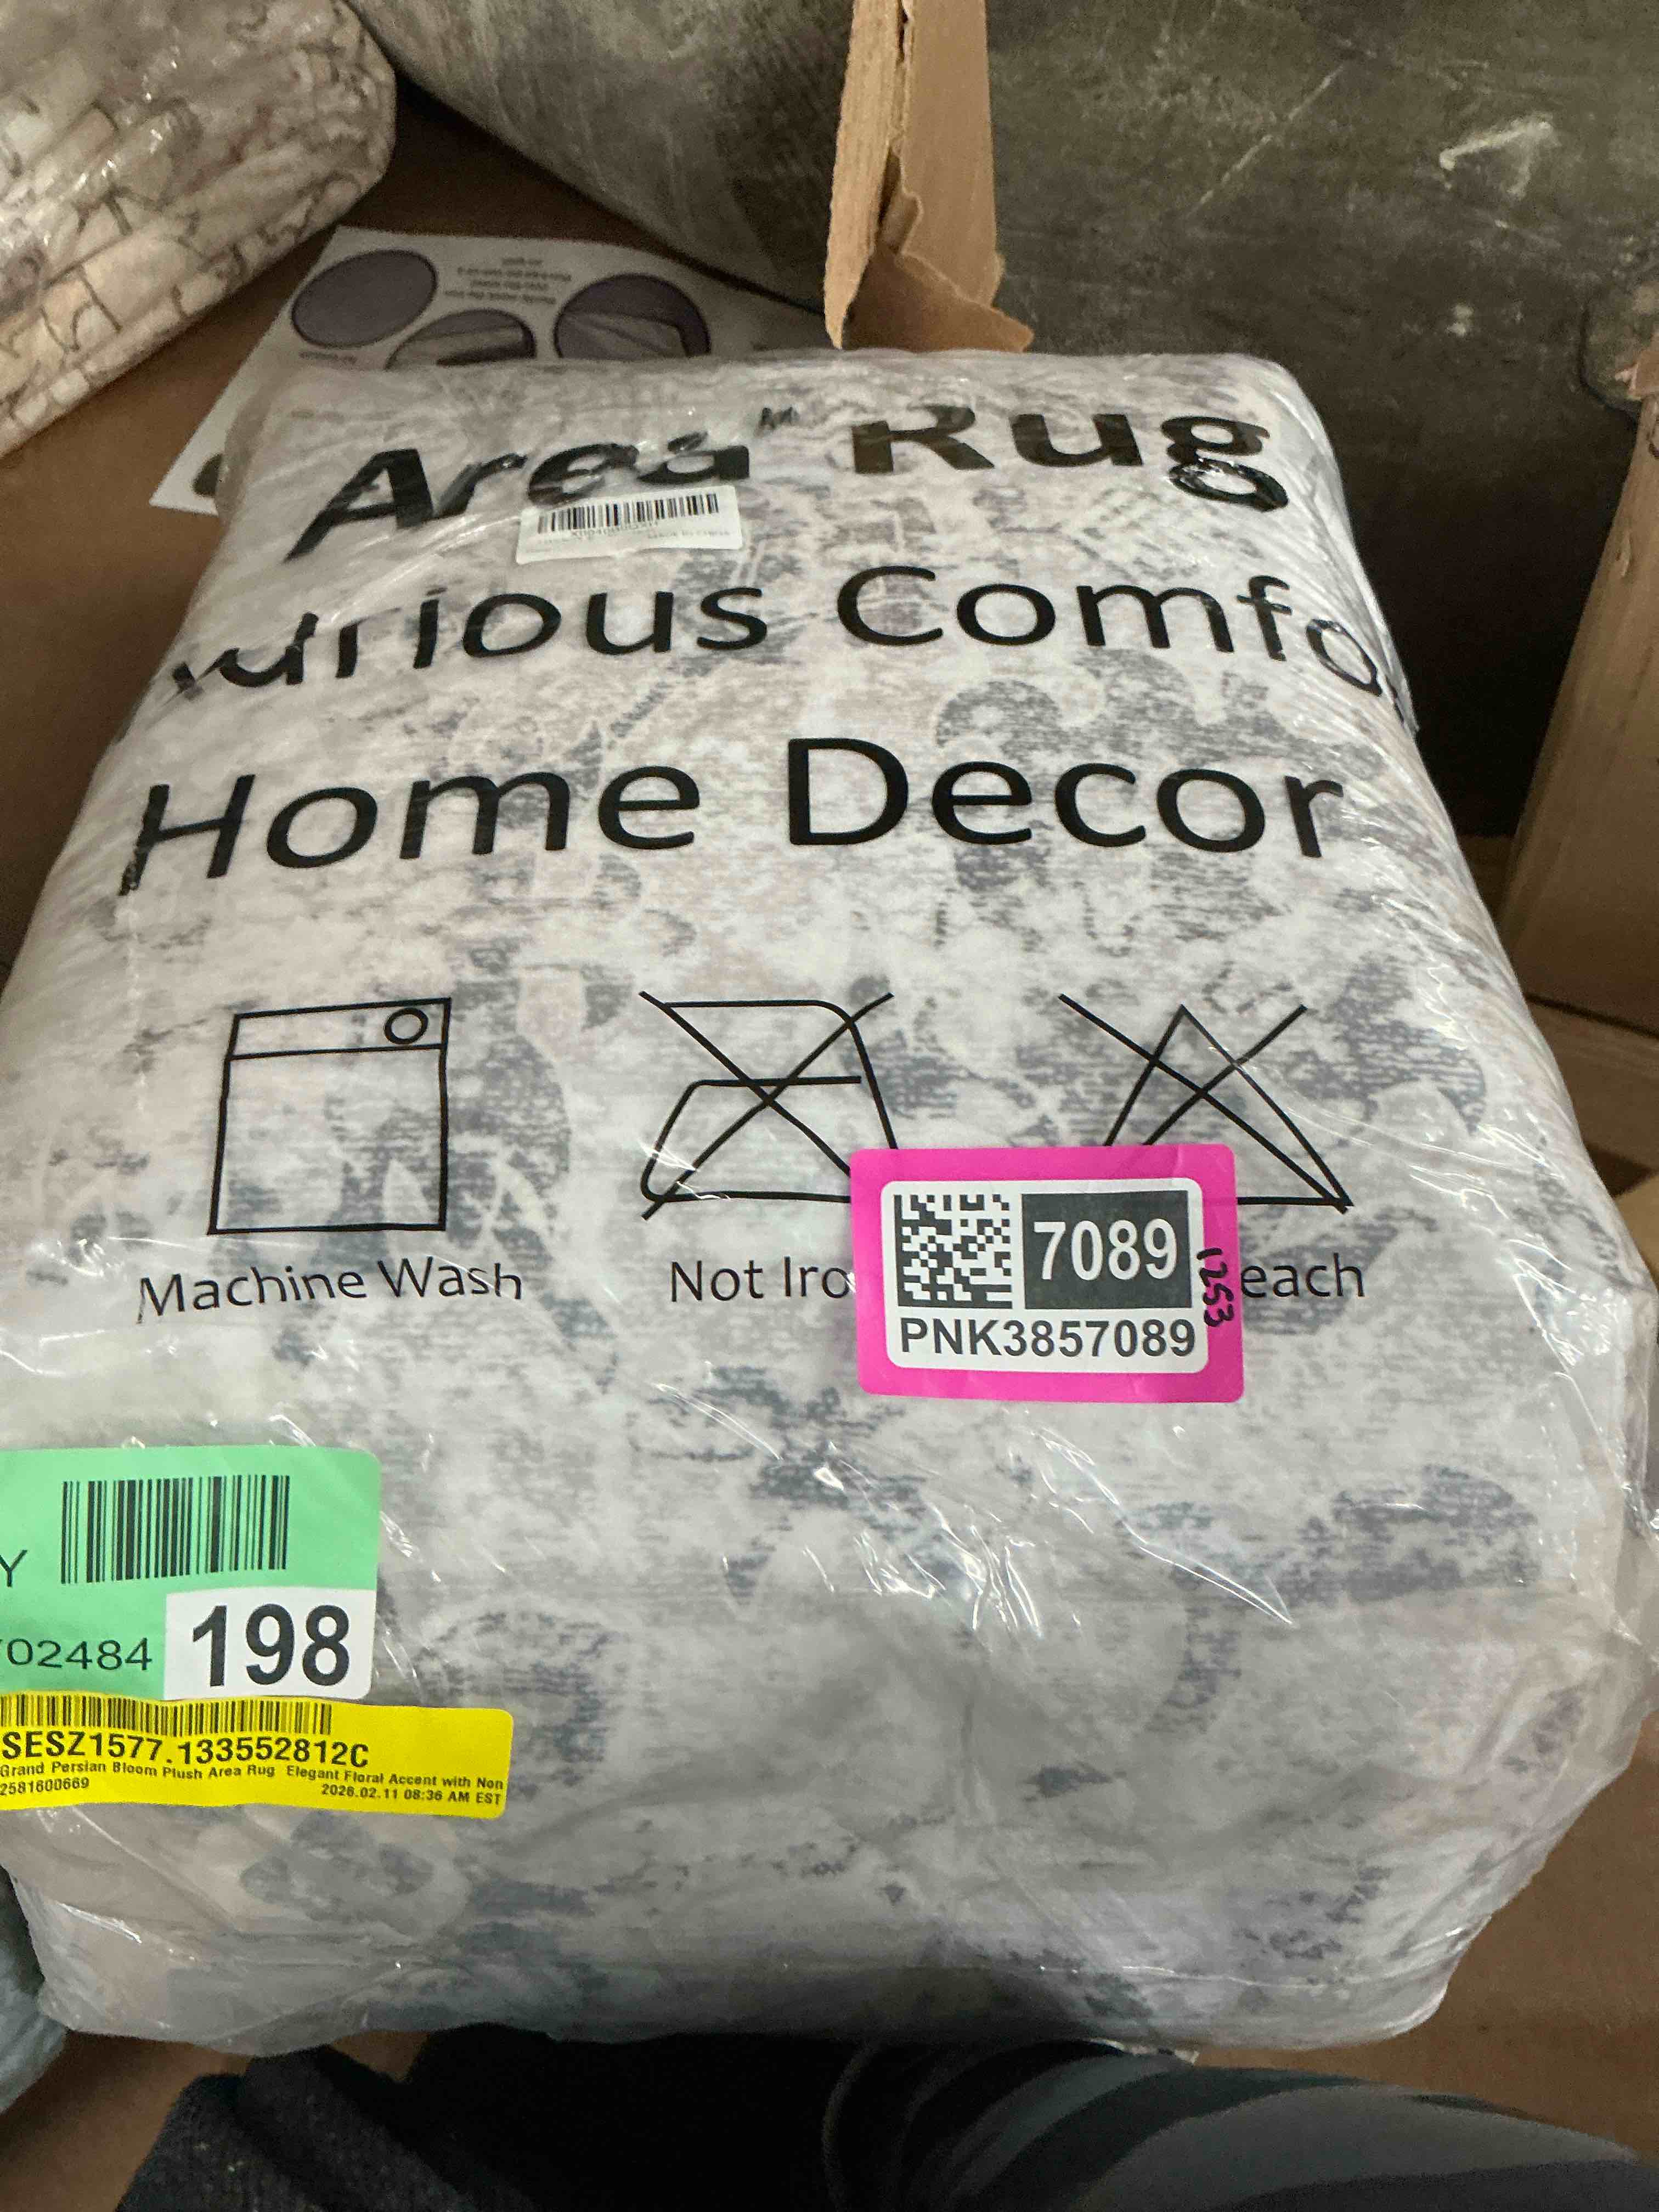 Area Rug
urious Comfo
Home Decor
Machine Wash
Not Iro
each
7089
1253
PNK3857089
Y
02484
198
SESZ1577.133552812C
Grand Persian Bloom Plush Area Rug Elegant Floral Accent with Non
2581600669
2026.02.11 08:36 AM EST